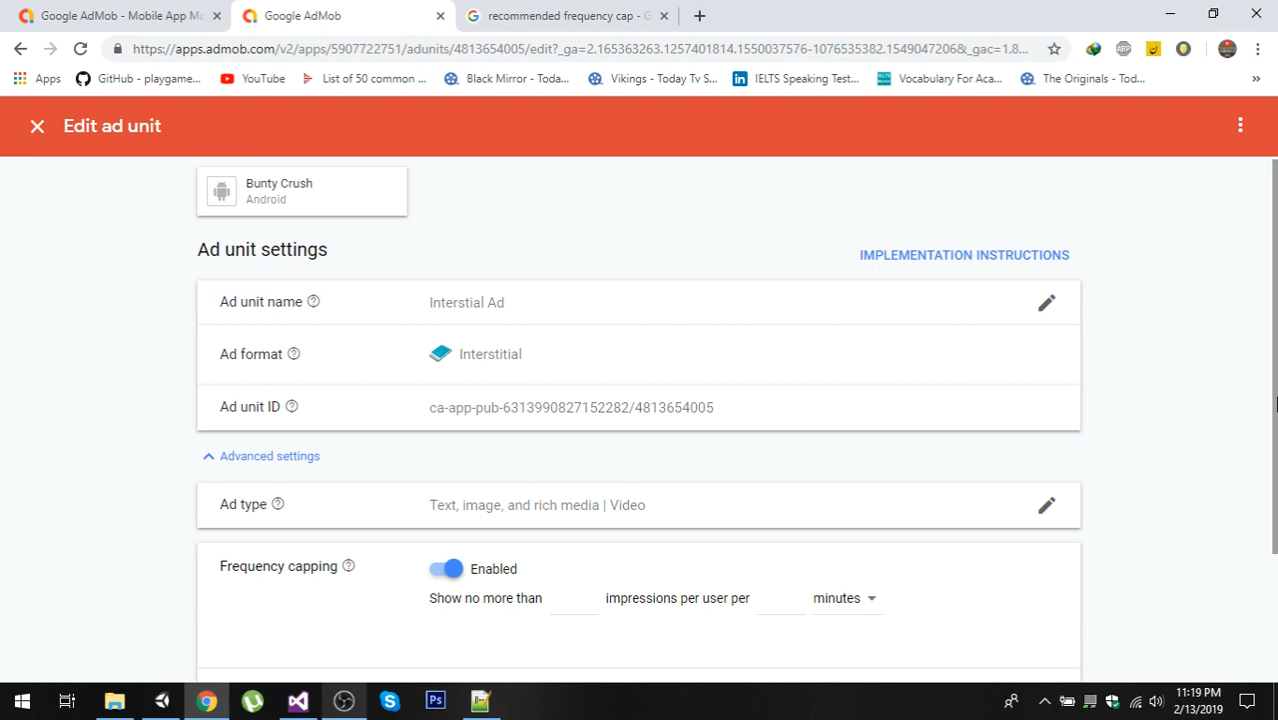 Google AdMob - Mobile App Mo
Google AdMob
recommended frequency cap - G
https://apps.admob.com/v2/apps/5907722751/adunits/4813654005/edit?_ga=2.165363263.1257401814.1550037576-1076535382.1549047206&_gac=1.8...
ABP
Apps
GitHub - playgame...
YouTube
List of 50 common ...
Black Mirror - Toda...
Vikings - Today Tv S...
IELTS Speaking Test...
Vocabulary For Aca...
The Originals - Tod...
»
Edit ad unit
Bunty Crush
Android
Ad unit settings
IMPLEMENTATION INSTRUCTIONS
Ad unit name
Interstial Ad
Ad format
Interstitial
Ad unit ID
ca-app-pub-6313990827152282/4813654005
Advanced settings
Ad type
Text, image, and rich media | Video
Frequency capping
Enabled
Show no more than impressions per user per minutes
Ps
11:19 PM
2/13/2019